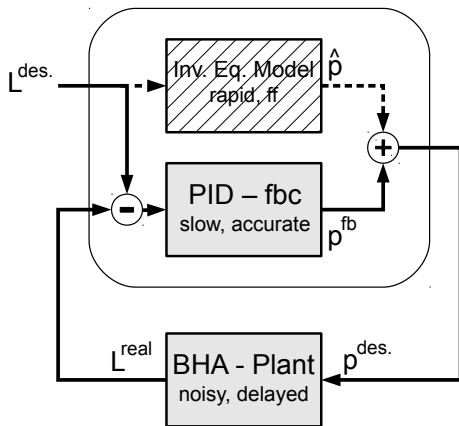 L^des.
Inv. Eq. Model
rapid, ff
p̂
+
-
PID – fbc
slow, accurate
p^fb
L^real
BHA - Plant
noisy, delayed
p^des.